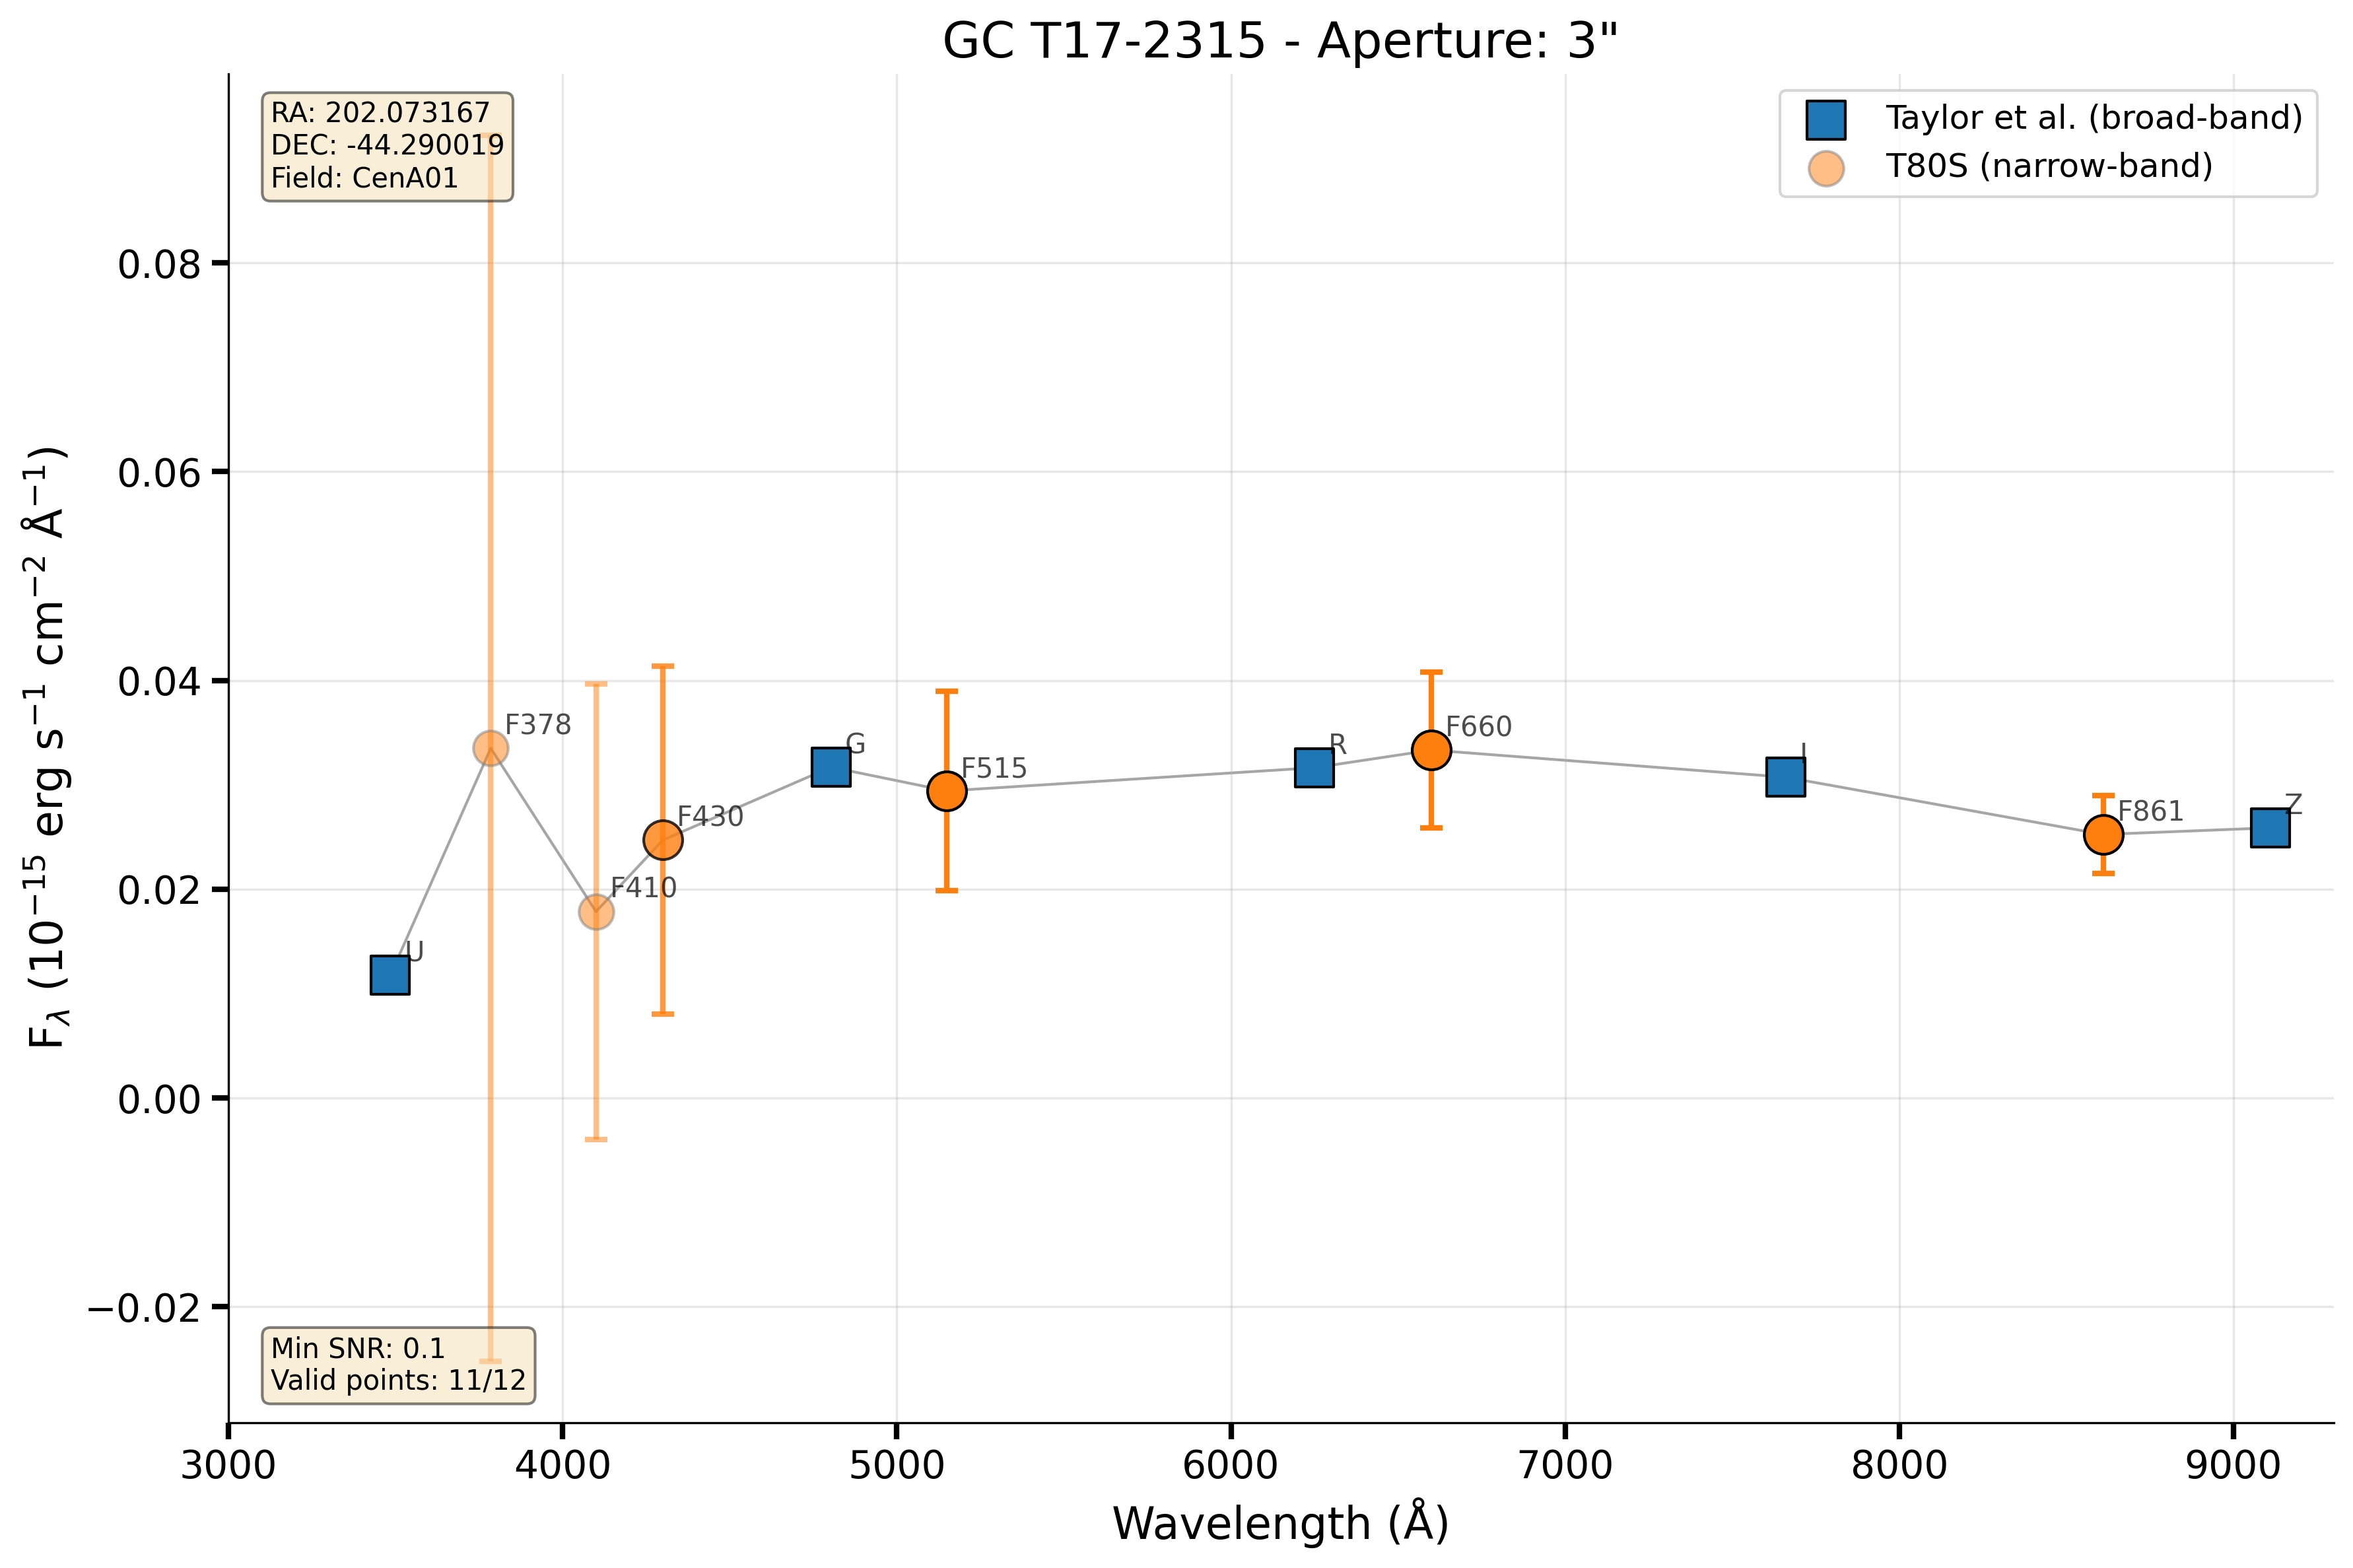 GC T17-2315 - Aperture: 3"
RA: 202.073167
DEC: -44.290019
Field: CenA01
Taylor et al. (broad-band)
T80S (narrow-band)
F_λ (10⁻¹⁵ erg s⁻¹ cm⁻² Å⁻¹)
0.08
0.06
0.04
0.02
0.00
−0.02
U
F378
F410
F430
G
F515
R
F660
I
F861
Z
Min SNR: 0.1
Valid points: 11/12
3000 4000 5000 6000 7000 8000 9000
Wavelength (Å)